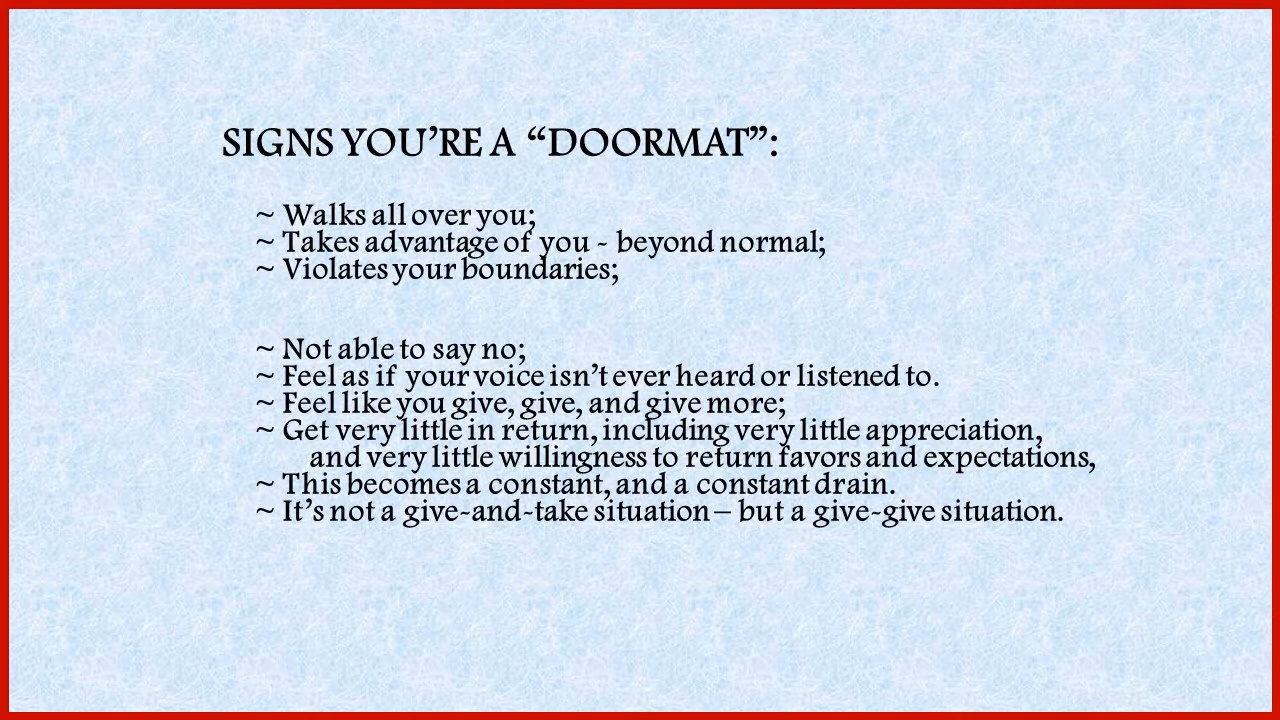 SIGNS YOU’RE A “DOORMAT”:
~ Walks all over you;
~ Takes advantage of you - beyond normal;
~ Violates your boundaries;
~ Not able to say no;
~ Feel as if your voice isn’t ever heard or listened to.
~ Feel like you give, give, and give more;
~ Get very little in return, including very little appreciation,
and very little willingness to return favors and expectations,
~ This becomes a constant, and a constant drain.
~ It’s not a give-and-take situation – but a give-give situation.